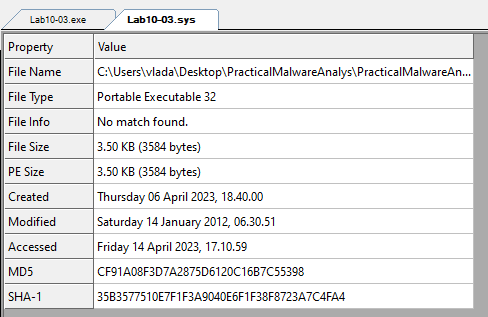 Lab10-03.exe Lab10-03.sys
Property Value
File Name C:\Users\vlada\Desktop\PracticalMalwareAnalys\PracticalMalwareAn...
File Type Portable Executable 32
File Info No match found.
File Size 3.50 KB (3584 bytes)
PE Size 3.50 KB (3584 bytes)
Created Thursday 06 April 2023, 18.40.00
Modified Saturday 14 January 2012, 06.30.51
Accessed Friday 14 April 2023, 17.10.59
MD5 CF91A08F3D7A2875D6120C16B7C55398
SHA-1 35B3577510E7F1F3A9040E6F1F38F8723A7C4FA4